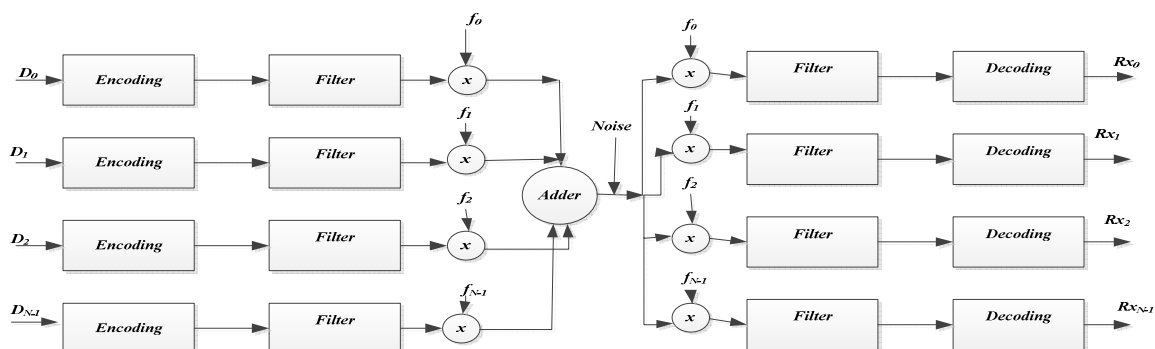 f0
D0 Encoding Filter x
f0
x Filter Decoding Rx0
f1
D1 Encoding Filter x
Noise
f1
x Filter Decoding Rx1
Adder
f2
D2 Encoding Filter x
f2
x Filter Decoding Rx2
fN-1
DN-1 Encoding Filter x
fN-1
x Filter Decoding RxN-1